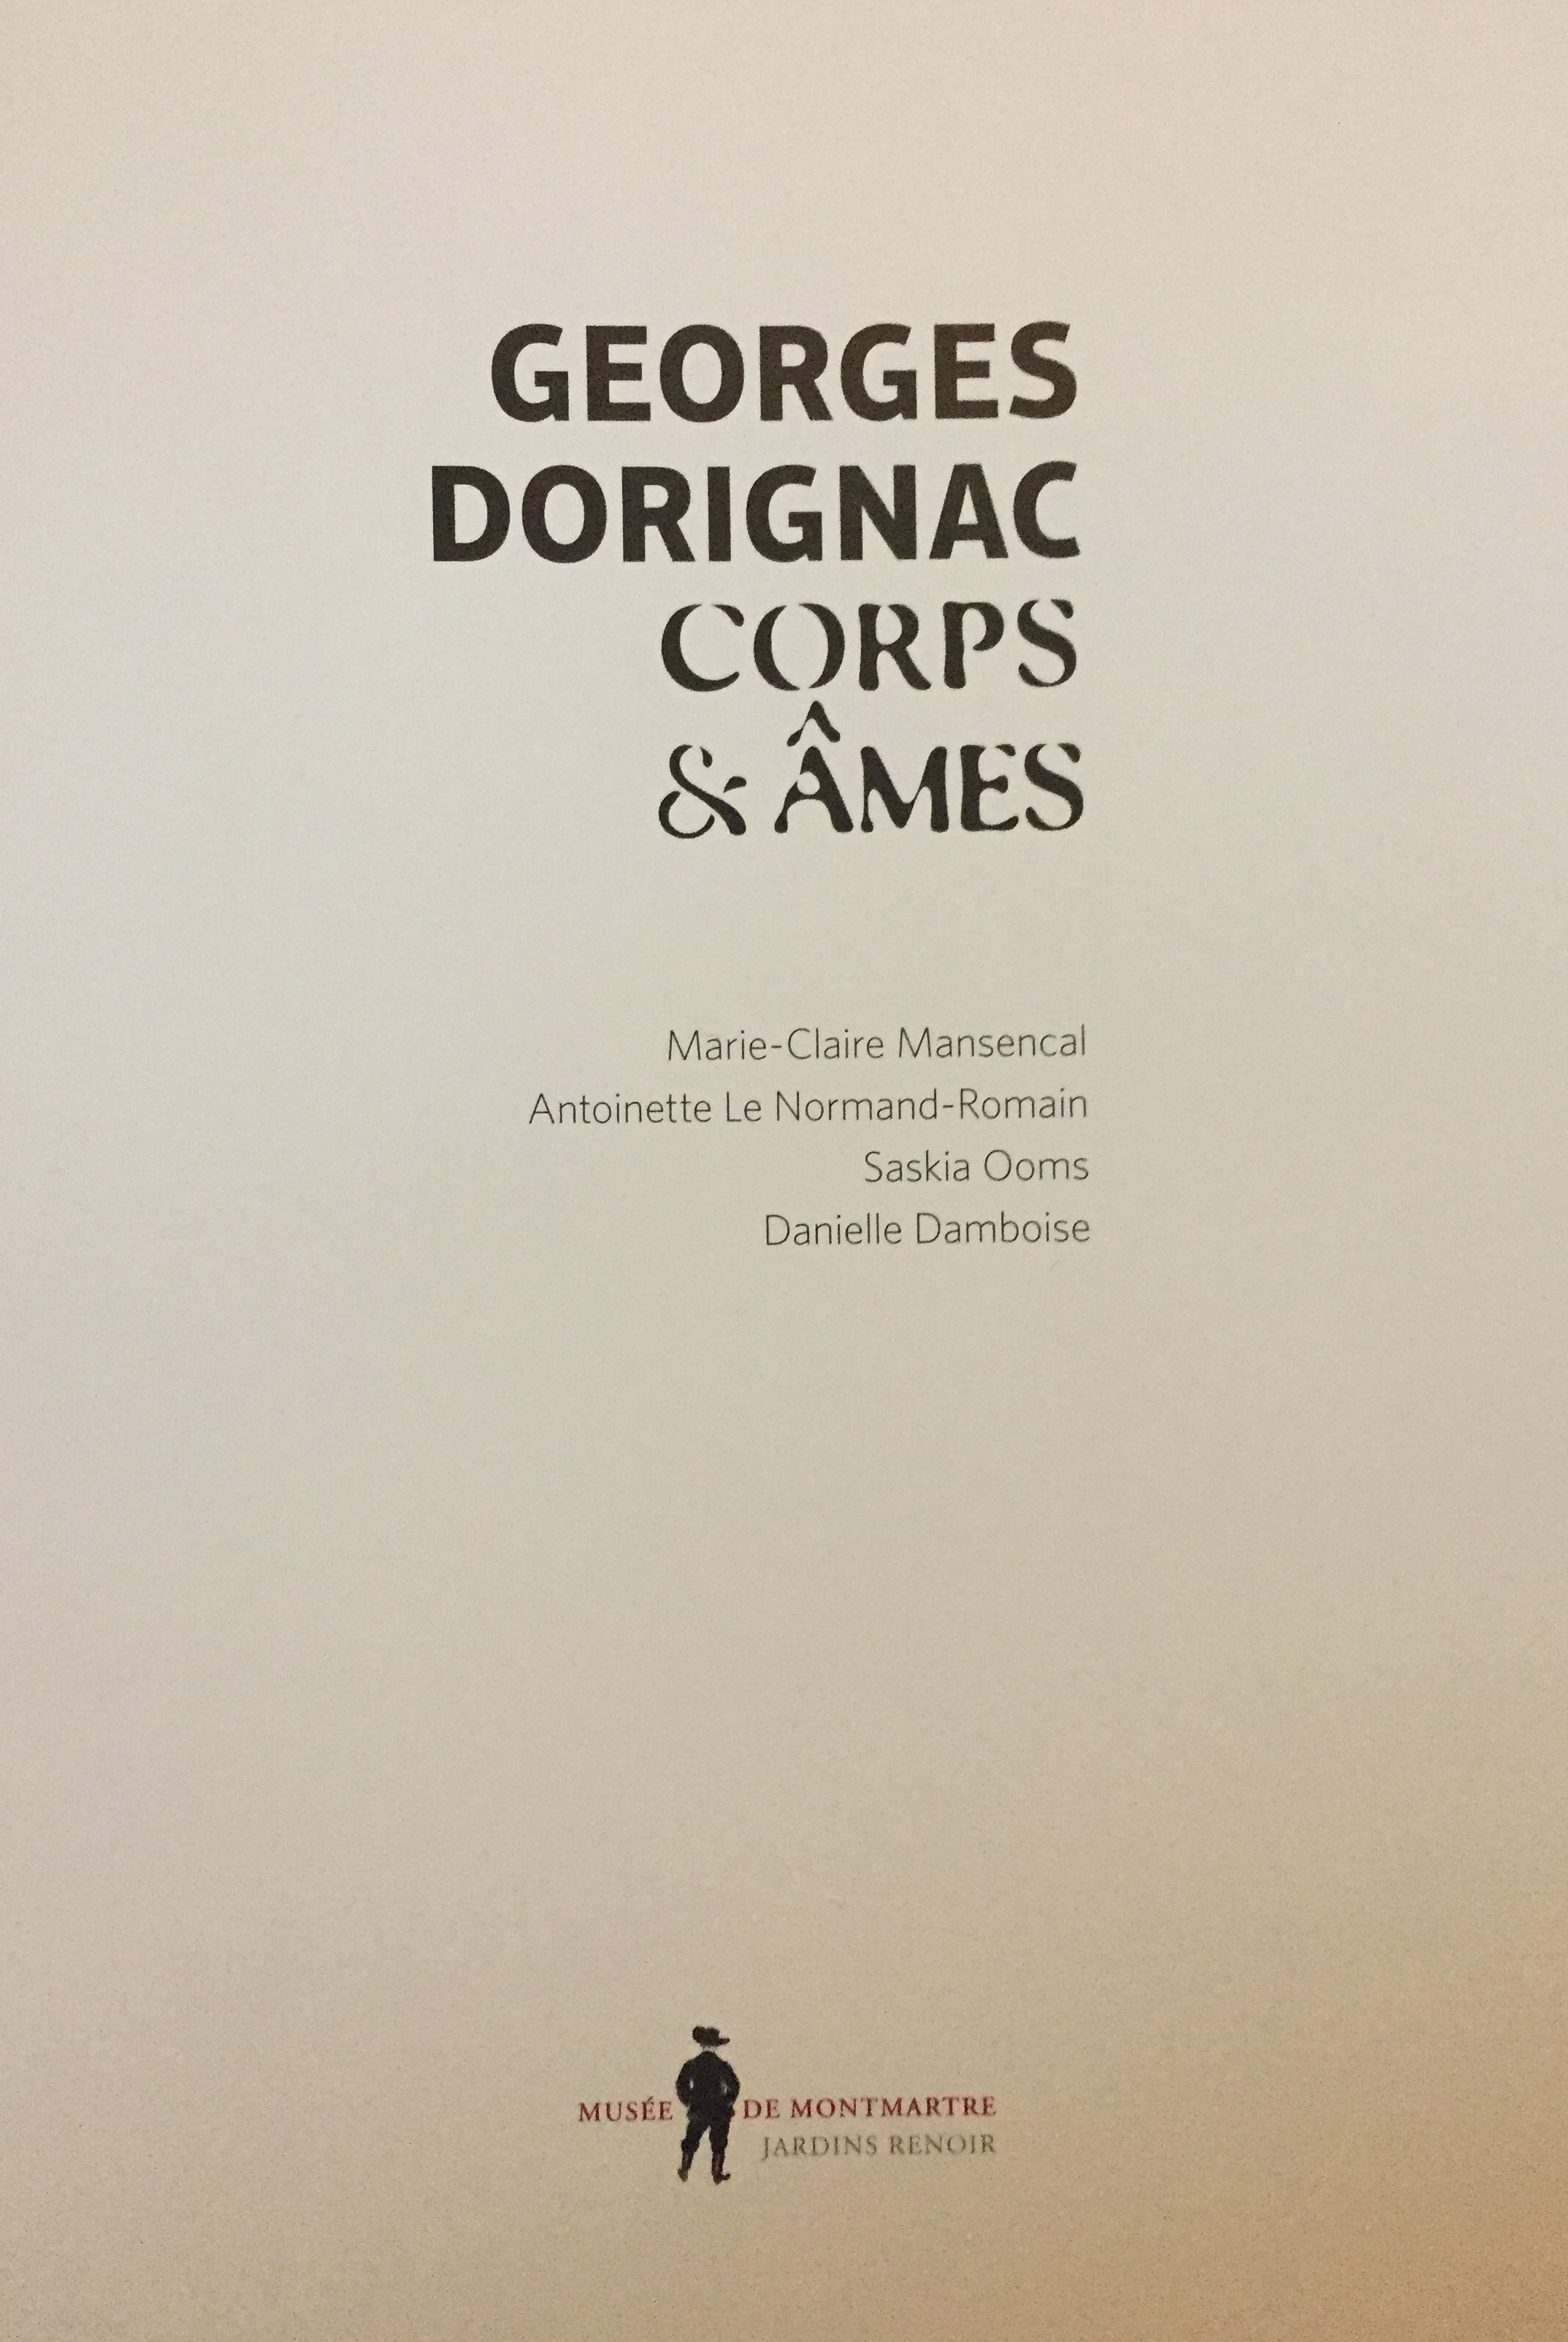 GEORGES
DORIGNAC
CORPS
& ÂMES
Marie-Claire Mansencal
Antoinette Le Normand-Romain
Saskia Ooms
Danielle Damboise
MUSÉE DE MONTMARTRE
JARDINS RENOIR